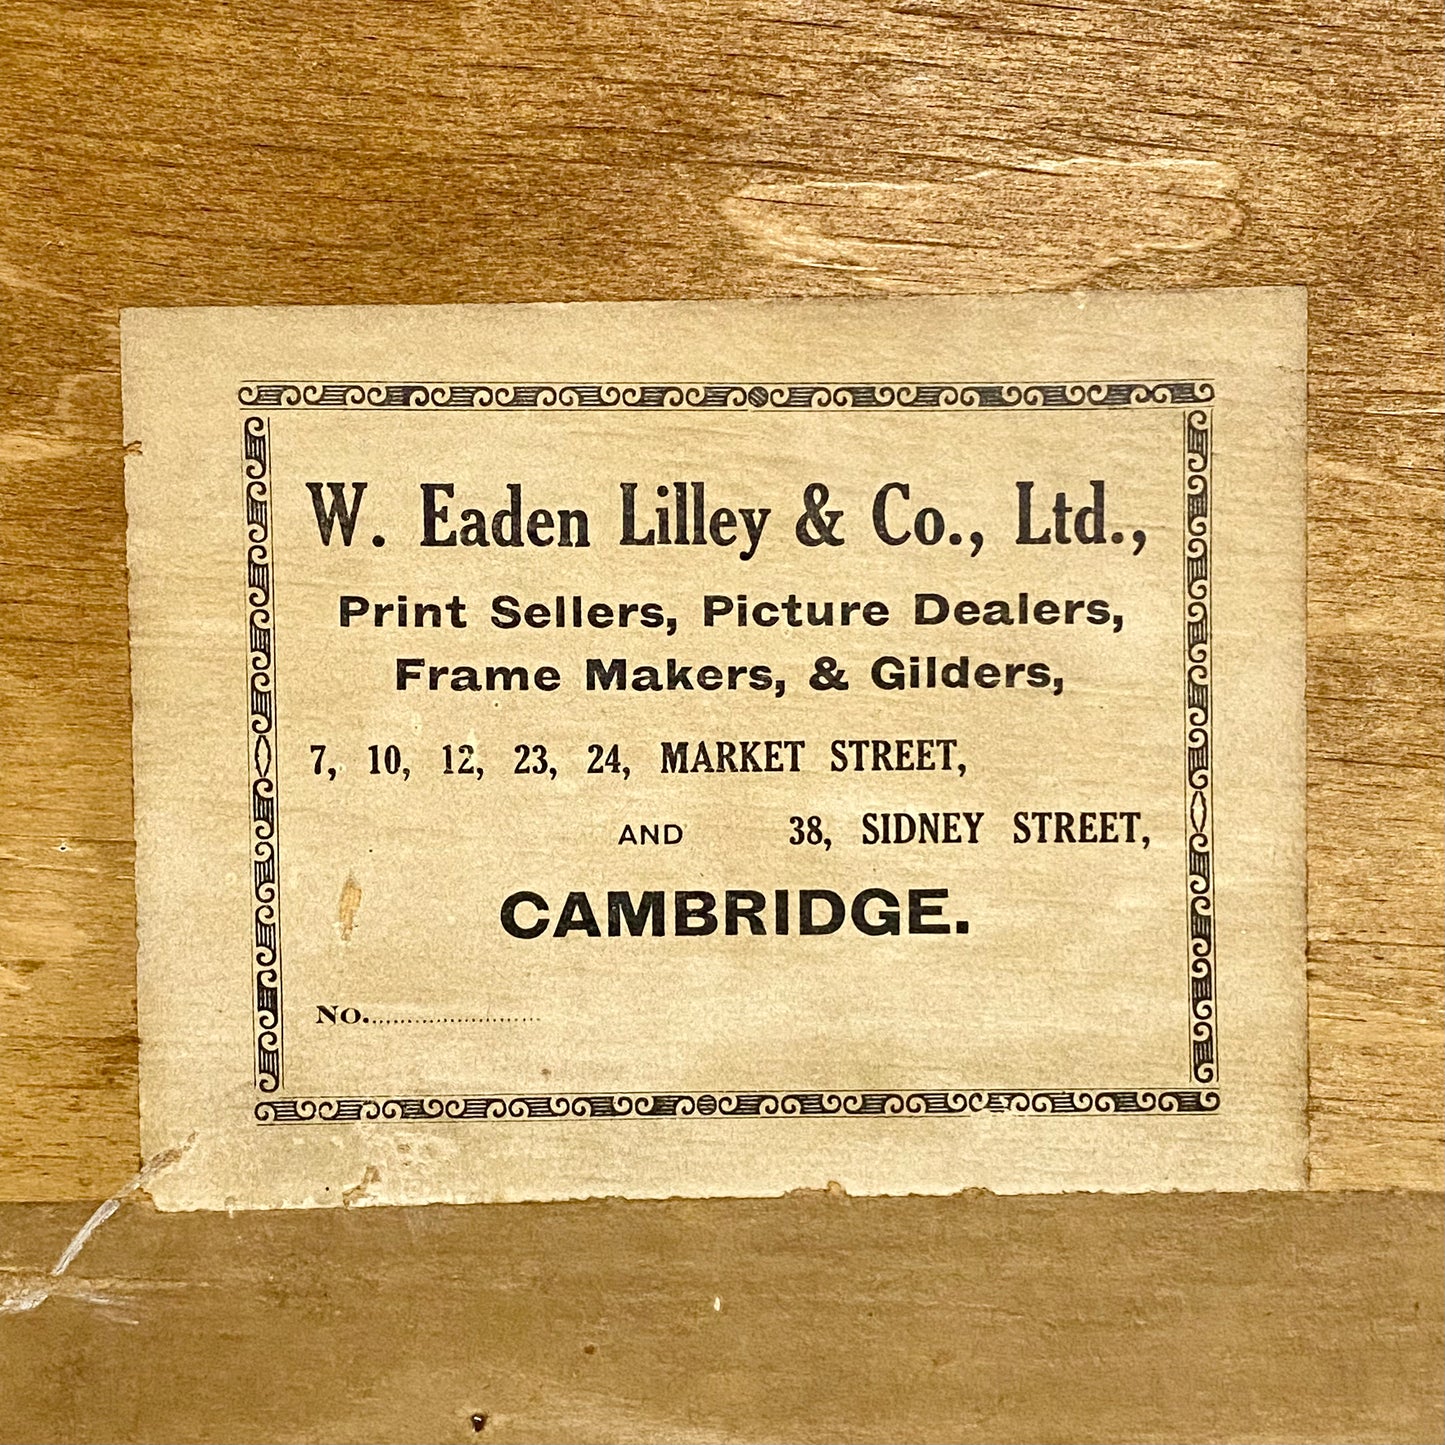 W. Eaden Lilley & Co., Ltd.,
Print Sellers, Picture Dealers,
Frame Makers, & Gilders,
7, 10, 12, 23, 24, MARKET STREET,
AND 38, SIDNEY STREET,
CAMBRIDGE.
NO..........................